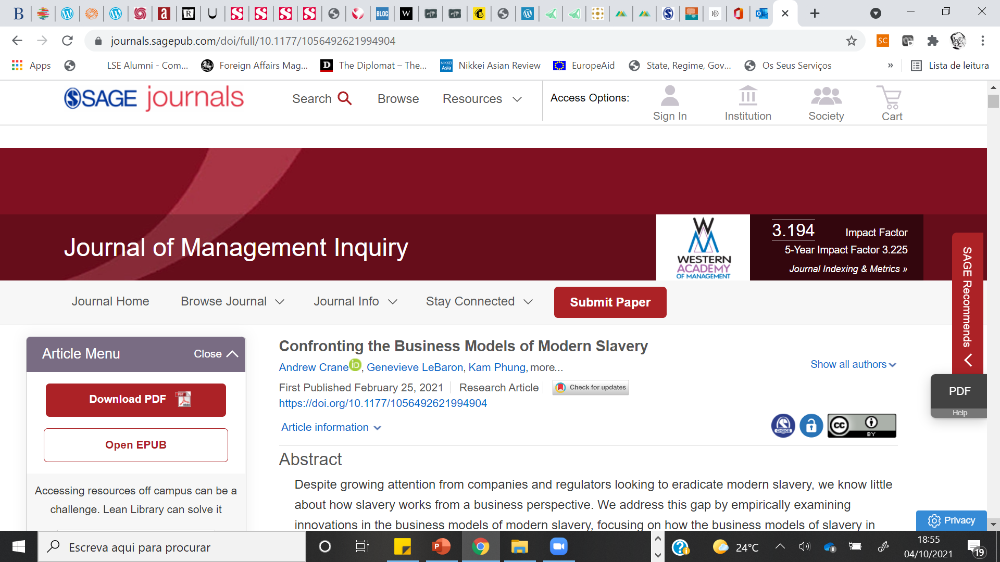 journals.sagepub.com/doi/full/10.1177/1056492621994904
Apps
LSE Alumni - Com...
Foreign Affairs Mag...
The Diplomat – The...
Nikkei Asian Review
EuropeAid
State, Regime, Gov...
Os Seus Serviços
»
Lista de leitura
SAGE journals
Search
Browse
Resources
Access Options:
Sign In
Institution
Society
Cart
Journal of Management Inquiry
WESTERN
ACADEMY
OF MANAGEMENT
3.194 Impact Factor
5-Year Impact Factor 3.225
Journal Indexing & Metrics »
SAGE Recommends
Journal Home
Browse Journal
Journal Info
Stay Connected
Submit Paper
Article Menu
Close
Download PDF
Open EPUB
Accessing resources off campus can be a
challenge. Lean Library can solve it
Confronting the Business Models of Modern Slavery
Andrew Crane, Genevieve LeBaron, Kam Phung, more...
Show all authors
First Published February 25, 2021 Research Article Check for updates
https://doi.org/10.1177/1056492621994904
Article information
CHOICE
CC BY
PDF
Help
Abstract
Despite growing attention from companies and regulators looking to eradicate modern slavery, we know little
about how slavery works from a business perspective. We address this gap by empirically examining
innovations in the business models of modern slavery, focusing on how the business models of slavery in
Privacy
Escreva aqui para procurar
24°C
18:55
04/10/2021
19